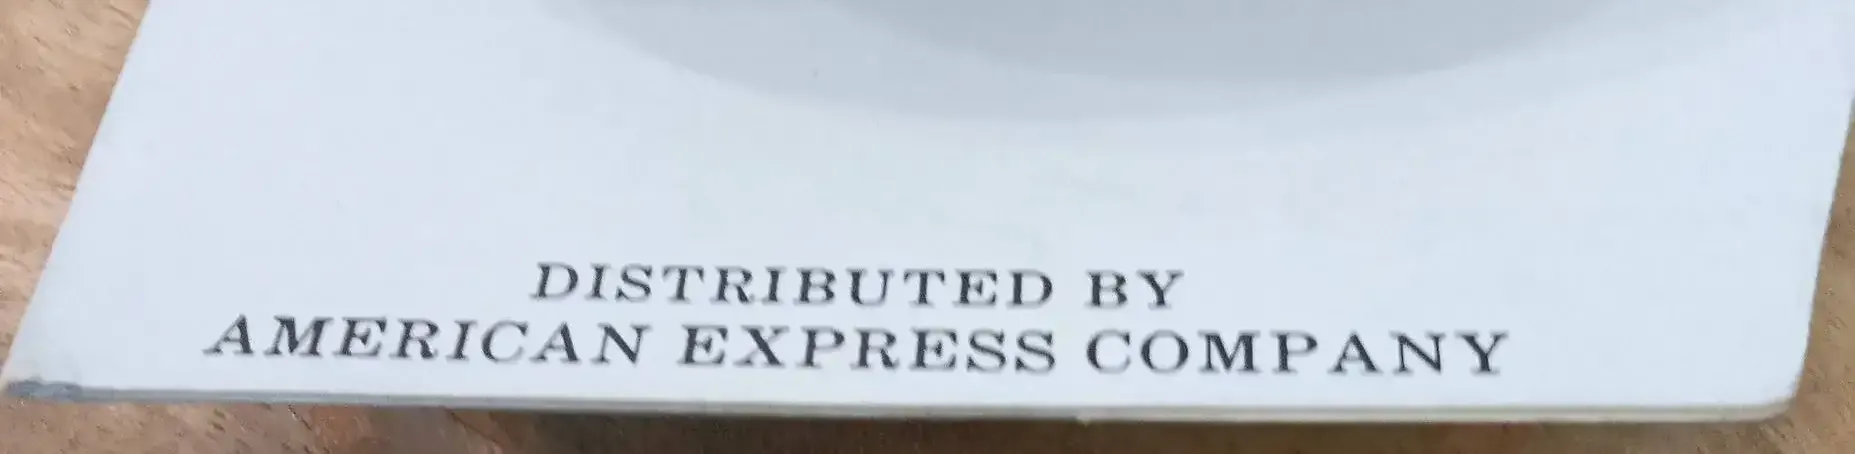 DISTRIBUTED BY
AMERICAN EXPRESS COMPANY